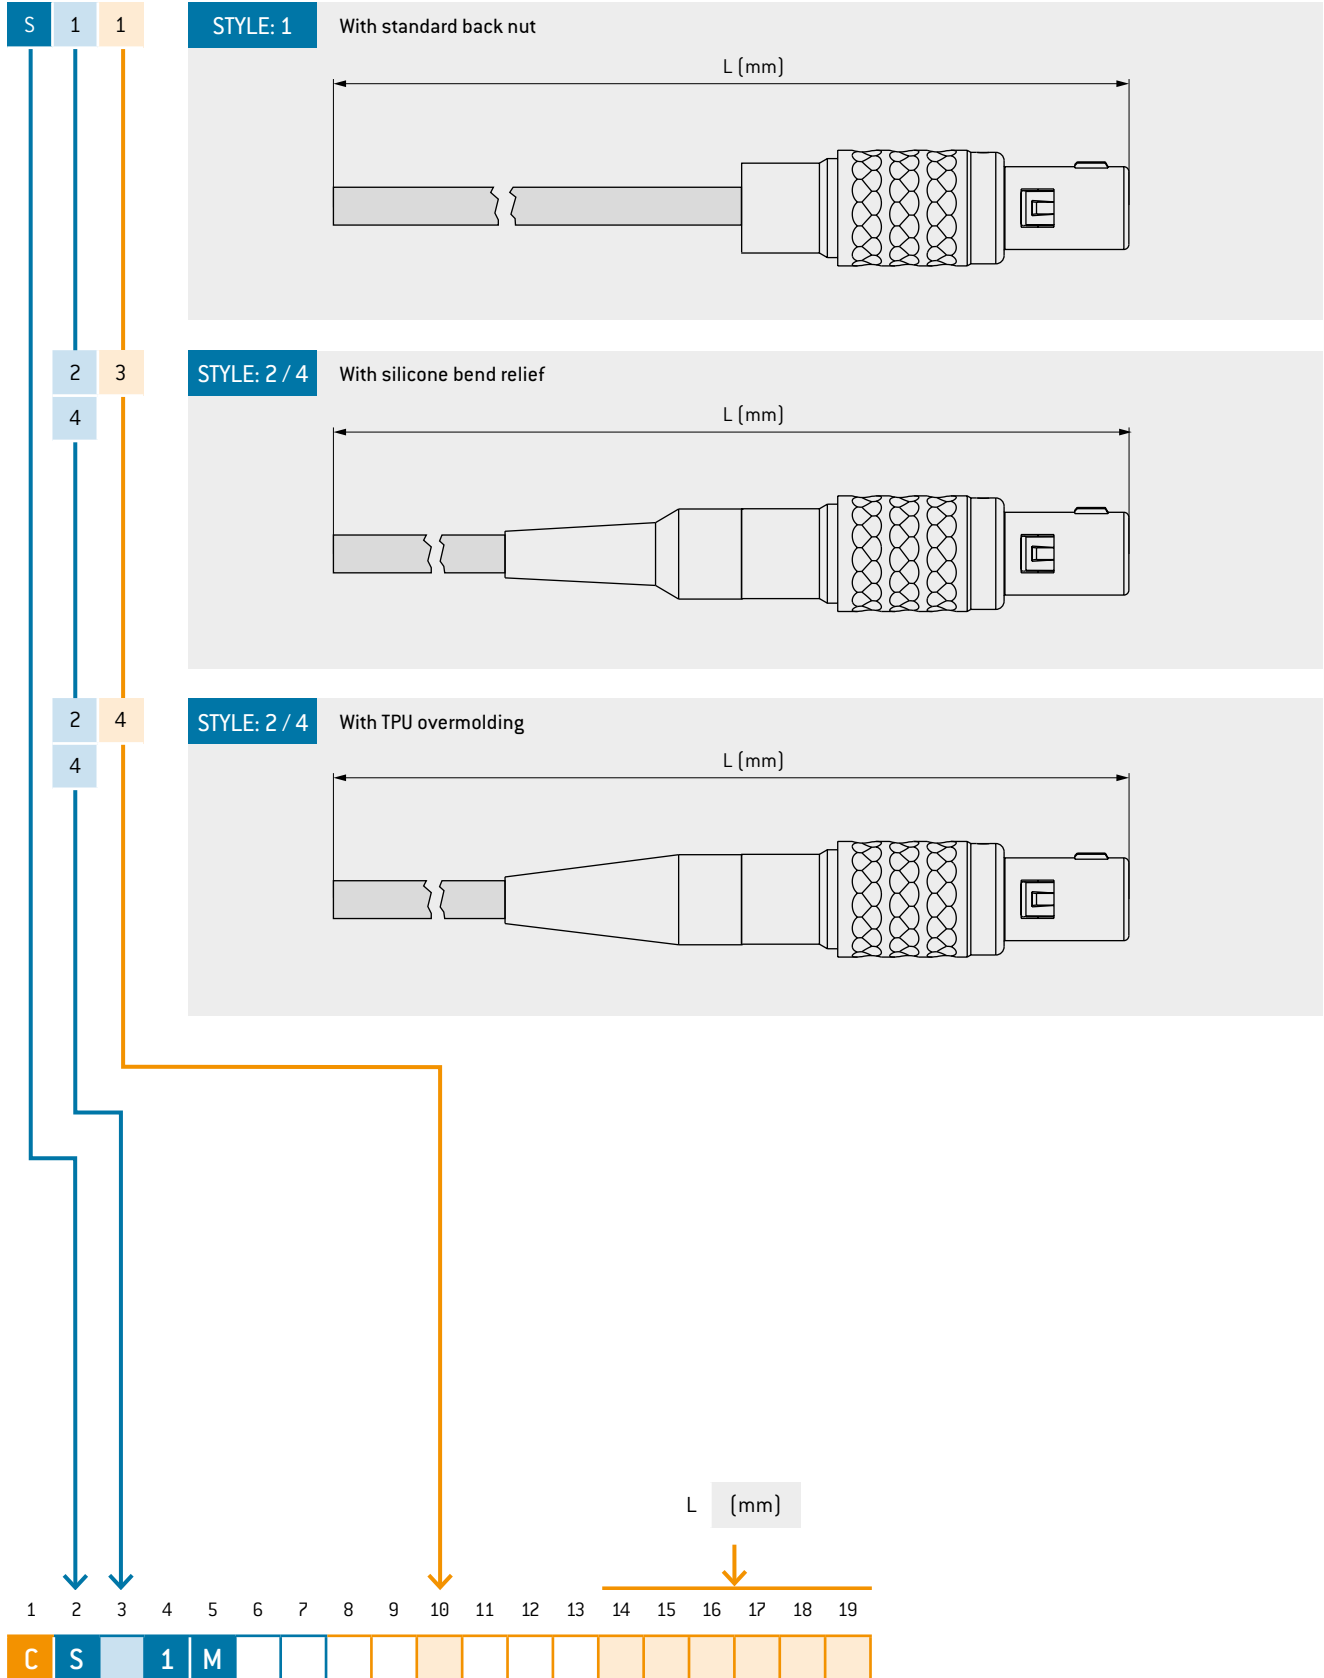 S 1 1 STYLE: 1 With standard back nut
L (mm)
2 3 STYLE: 2 / 4 With silicone bend relief
4
L (mm)
2 4 STYLE: 2 / 4 With TPU overmolding
4
L (mm)
L (mm)
1 2 3 4 5 6 7 8 9 10 11 12 13 14 15 16 17 18 19
C S 1 M